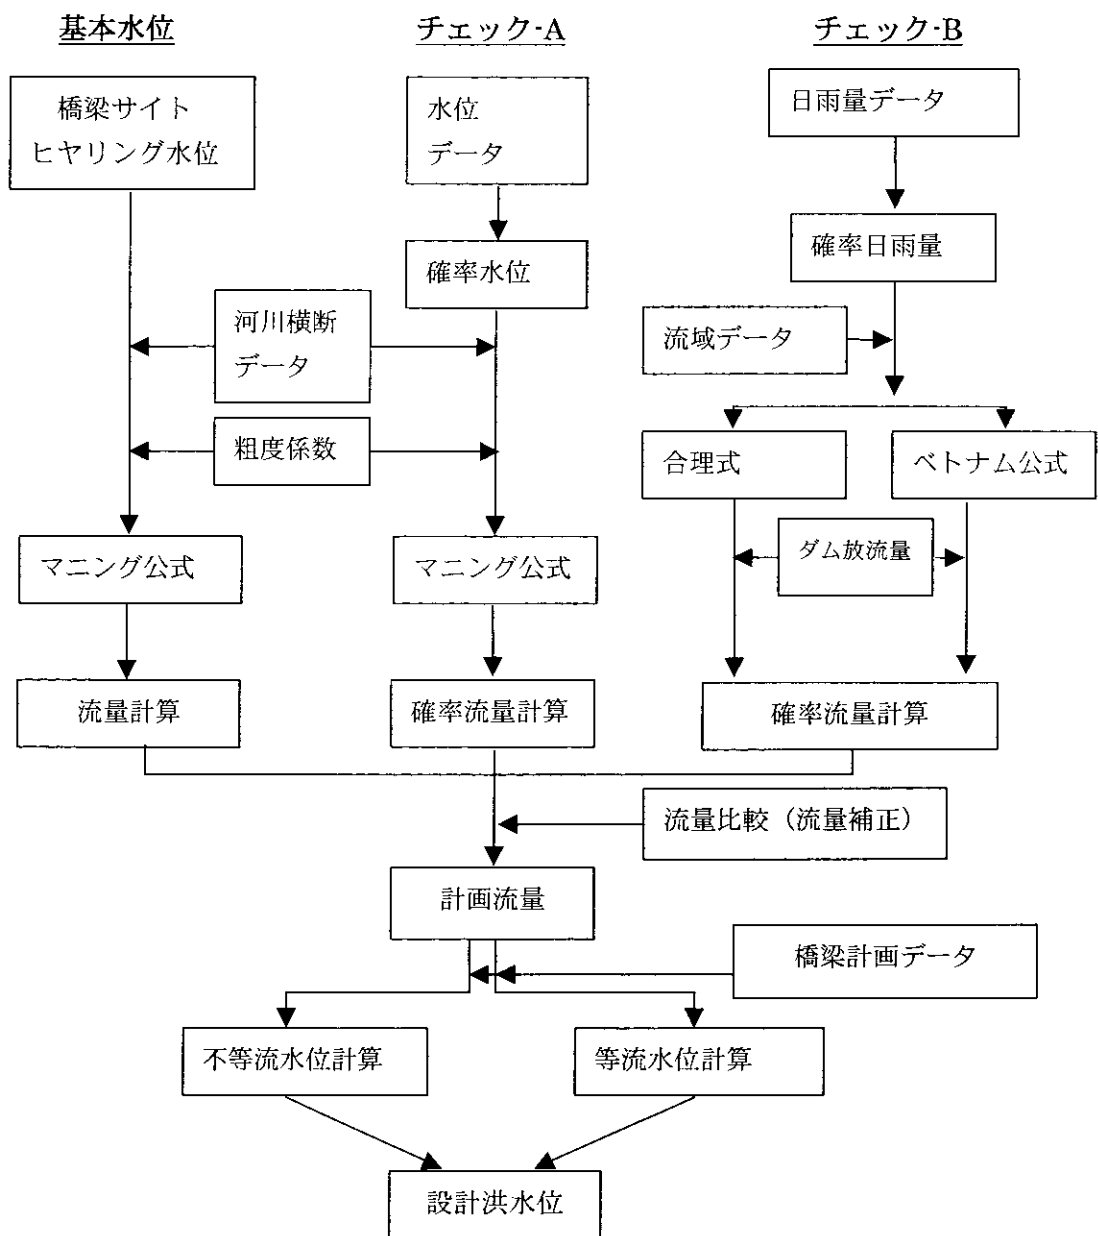 基本水位
チェック-A
チェック-B
橋梁サイト
ヒヤリング水位
水位
データ
日雨量データ
確率水位
確率日雨量
河川横断
データ
流域データ
粗度係数
合理式
ベトナム公式
マニング公式
マニング公式
ダム放流量
流量計算
確率流量計算
確率流量計算
流量比較（流量補正）
計画流量
橋梁計画データ
不等流水位計算
等流水位計算
設計洪水位